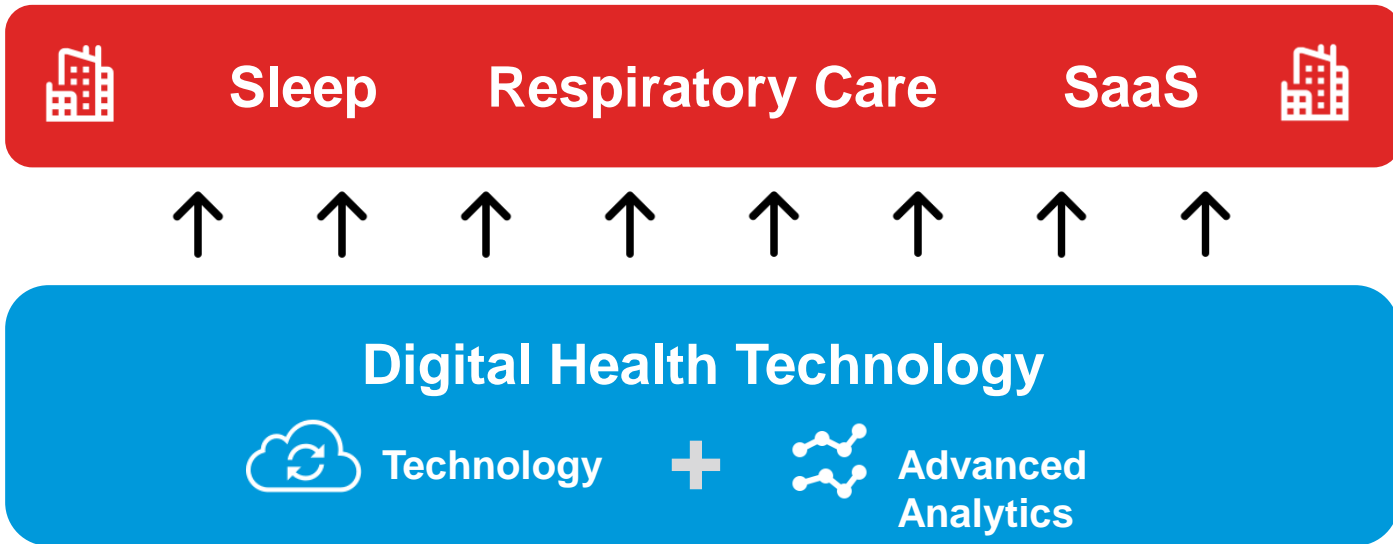 Sleep Respiratory Care SaaS
Digital Health Technology
Technology + Advanced
Analytics